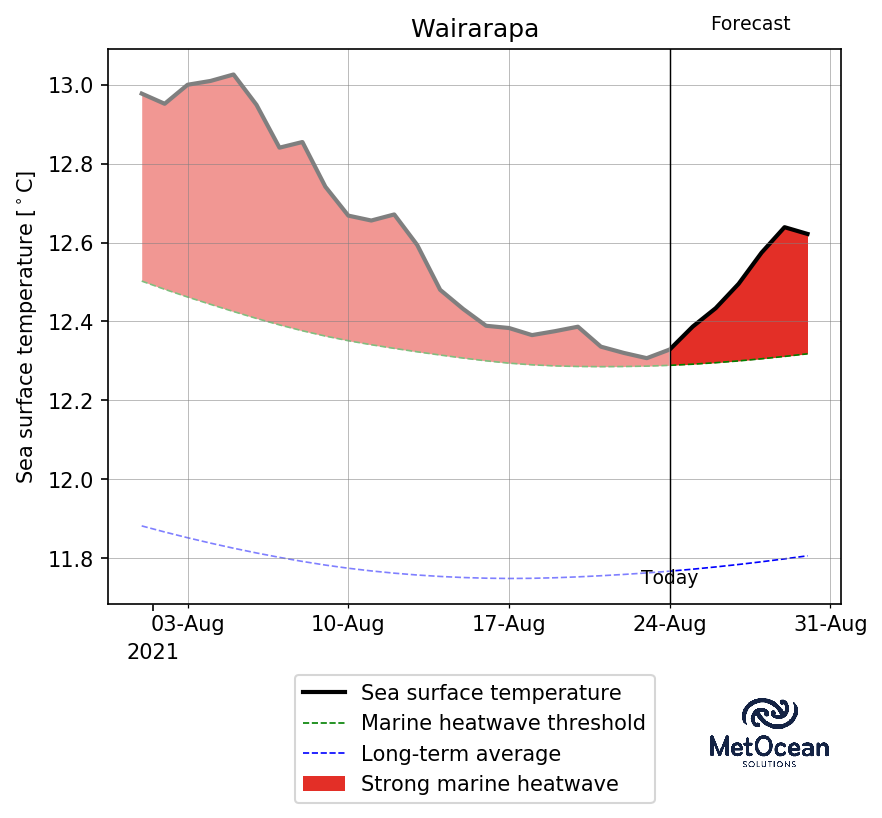 Wairarapa
Forecast
Sea surface temperature [°C]
13.0
12.8
12.6
12.4
12.2
12.0
11.8
Today
03-Aug 10-Aug 17-Aug 24-Aug 31-Aug
2021
Sea surface temperature
Marine heatwave threshold
Long-term average
Strong marine heatwave
MetOcean
SOLUTIONS